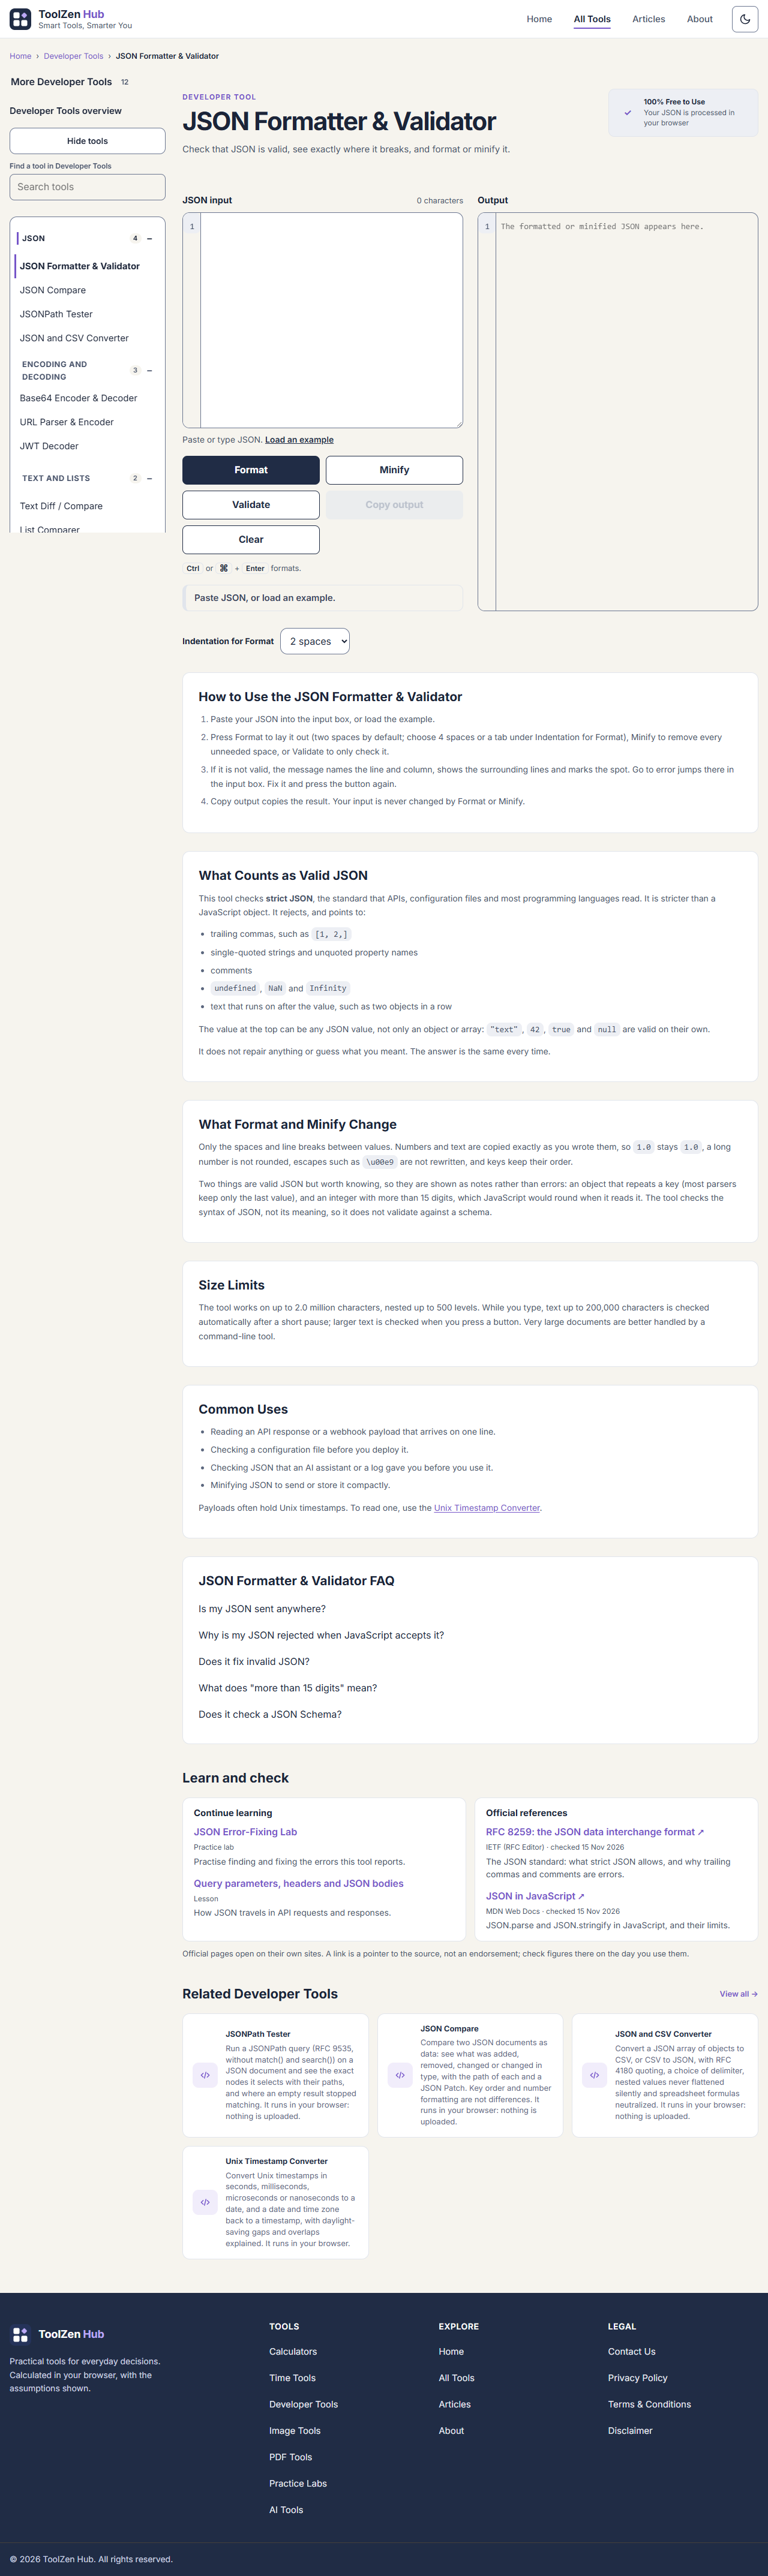 ToolZen Hub
Smart Tools, Smarter You
Home
All Tools
Articles
About
Home › Developer Tools › JSON Formatter & Validator
More Developer Tools 12
Developer Tools overview
Hide tools
Find a tool in Developer Tools
Search tools
JSON 4 −
JSON Formatter & Validator
JSON Compare
JSONPath Tester
JSON and CSV Converter
ENCODING AND
DECODING 3 −
Base64 Encoder & Decoder
URL Parser & Encoder
JWT Decoder
TEXT AND LISTS 2 −
Text Diff / Compare
List Comparer
DEVELOPER TOOL
JSON Formatter & Validator
Check that JSON is valid, see exactly where it breaks, and format or minify it.
✓
100% Free to Use
Your JSON is processed in
your browser
JSON input
0 characters
1
Paste or type JSON. Load an example
Format
Minify
Validate
Copy output
Clear
Ctrl or ⌘ + Enter formats.
Paste JSON, or load an example.
Output
1
The formatted or minified JSON appears here.
Indentation for Format 2 spaces
How to Use the JSON Formatter & Validator
1. Paste your JSON into the input box, or load the example.
2. Press Format to lay it out (two spaces by default; choose 4 spaces or a tab under Indentation for Format), Minify to remove every
unneeded space, or Validate to only check it.
3. If it is not valid, the message names the line and column, shows the surrounding lines and marks the spot. Go to error jumps there in
the input box. Fix it and press the button again.
4. Copy output copies the result. Your input is never changed by Format or Minify.
What Counts as Valid JSON
This tool checks strict JSON, the standard that APIs, configuration files and most programming languages read. It is stricter than a
JavaScript object. It rejects, and points to:
• trailing commas, such as [1, 2,]
• single-quoted strings and unquoted property names
• comments
• undefined, NaN and Infinity
• text that runs on after the value, such as two objects in a row
The value at the top can be any JSON value, not only an object or array: "text", 42, true and null are valid on their own.
It does not repair anything or guess what you meant. The answer is the same every time.
What Format and Minify Change
Only the spaces and line breaks between values. Numbers and text are copied exactly as you wrote them, so 1.0 stays 1.0, a long
number is not rounded, escapes such as \u00e9 are not rewritten, and keys keep their order.
Two things are valid JSON but worth knowing, so they are shown as notes rather than errors: an object that repeats a key (most parsers
keep only the last value), and an integer with more than 15 digits, which JavaScript would round when it reads it. The tool checks the
syntax of JSON, not its meaning, so it does not validate against a schema.
Size Limits
The tool works on up to 2.0 million characters, nested up to 500 levels. While you type, text up to 200,000 characters is checked
automatically after a short pause; larger text is checked when you press a button. Very large documents are better handled by a
command-line tool.
Common Uses
• Reading an API response or a webhook payload that arrives on one line.
• Checking a configuration file before you deploy it.
• Checking JSON that an AI assistant or a log gave you before you use it.
• Minifying JSON to send or store it compactly.
Payloads often hold Unix timestamps. To read one, use the Unix Timestamp Converter.
JSON Formatter & Validator FAQ
Is my JSON sent anywhere?
Why is my JSON rejected when JavaScript accepts it?
Does it fix invalid JSON?
What does "more than 15 digits" mean?
Does it check a JSON Schema?
Learn and check
Continue learning
JSON Error-Fixing Lab
Practice lab
Practise finding and fixing the errors this tool reports.
Query parameters, headers and JSON bodies
Lesson
How JSON travels in API requests and responses.
Official references
RFC 8259: the JSON data interchange format ↗
IETF (RFC Editor) · checked 15 Nov 2026
The JSON standard: what strict JSON allows, and why trailing
commas and comments are errors.
JSON in JavaScript ↗
MDN Web Docs · checked 15 Nov 2026
JSON.parse and JSON.stringify in JavaScript, and their limits.
Official pages open on their own sites. A link is a pointer to the source, not an endorsement; check figures there on the day you use them.
Related Developer Tools
View all →
JSONPath Tester
Run a JSONPath query (RFC 9535,
without match() and search()) on a
JSON document and see the exact
nodes it selects with their paths,
and where an empty result stopped
matching. It runs in your browser:
nothing is uploaded.
JSON Compare
Compare two JSON documents as
data: see what was added,
removed, changed or changed in
type, with the path of each and a
JSON Patch. Key order and number
formatting are not differences. It
runs in your browser: nothing is
uploaded.
JSON and CSV Converter
Convert a JSON array of objects to
CSV, or CSV to JSON, with RFC
4180 quoting, a choice of delimiter,
nested values never flattened
silently and spreadsheet formulas
neutralized. It runs in your browser:
nothing is uploaded.
Unix Timestamp Converter
Convert Unix timestamps in
seconds, milliseconds,
microseconds or nanoseconds to a
date, and a date and time zone
back to a timestamp, with daylight-
saving gaps and overlaps
explained. It runs in your browser.
ToolZen Hub
Practical tools for everyday decisions.
Calculated in your browser, with the
assumptions shown.
TOOLS
Calculators
Time Tools
Developer Tools
Image Tools
PDF Tools
Practice Labs
AI Tools
EXPLORE
Home
All Tools
Articles
About
LEGAL
Contact Us
Privacy Policy
Terms & Conditions
Disclaimer
© 2026 ToolZen Hub. All rights reserved.